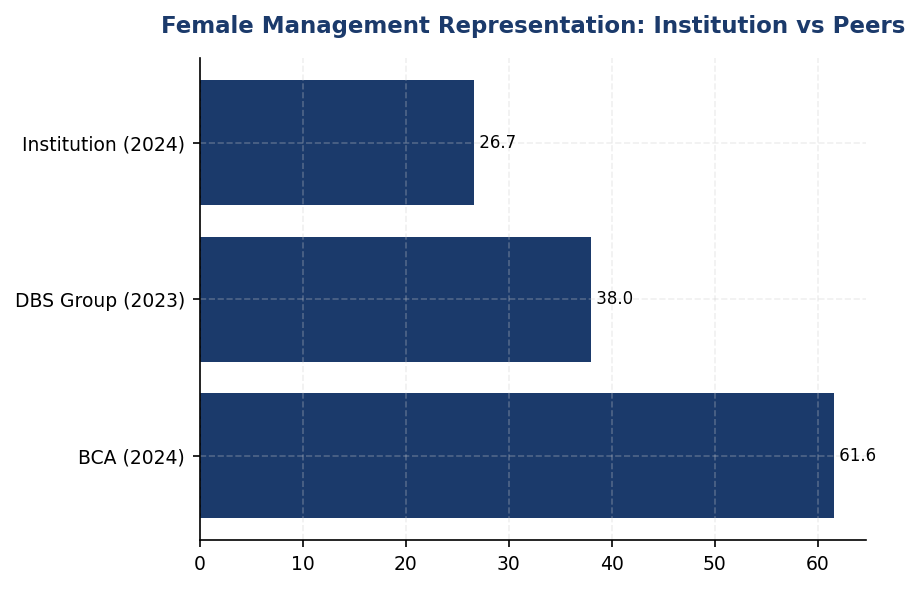 Female Management Representation: Institution vs Peers
Institution (2024)
26.7
DBS Group (2023)
38.0
BCA (2024)
61.6
0 10 20 30 40 50 60